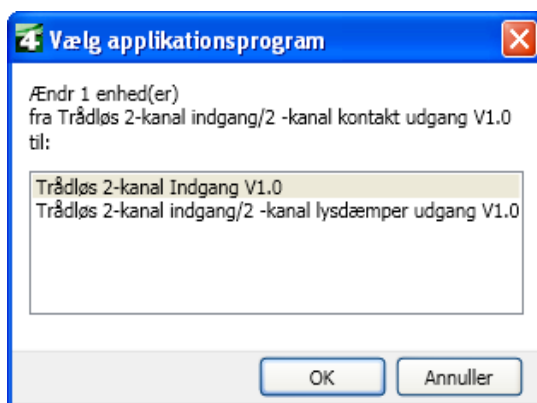 4 Vælg applikationsprogram
Ændr 1 enhed(er)
fra Trådløs 2-kanal indgang/2 -kanal kontakt udgang V1.0
til:
Trådløs 2-kanal Indgang V1.0
Trådløs 2-kanal indgang/2 -kanal lysdæmper udgang V1.0
OK Annuller